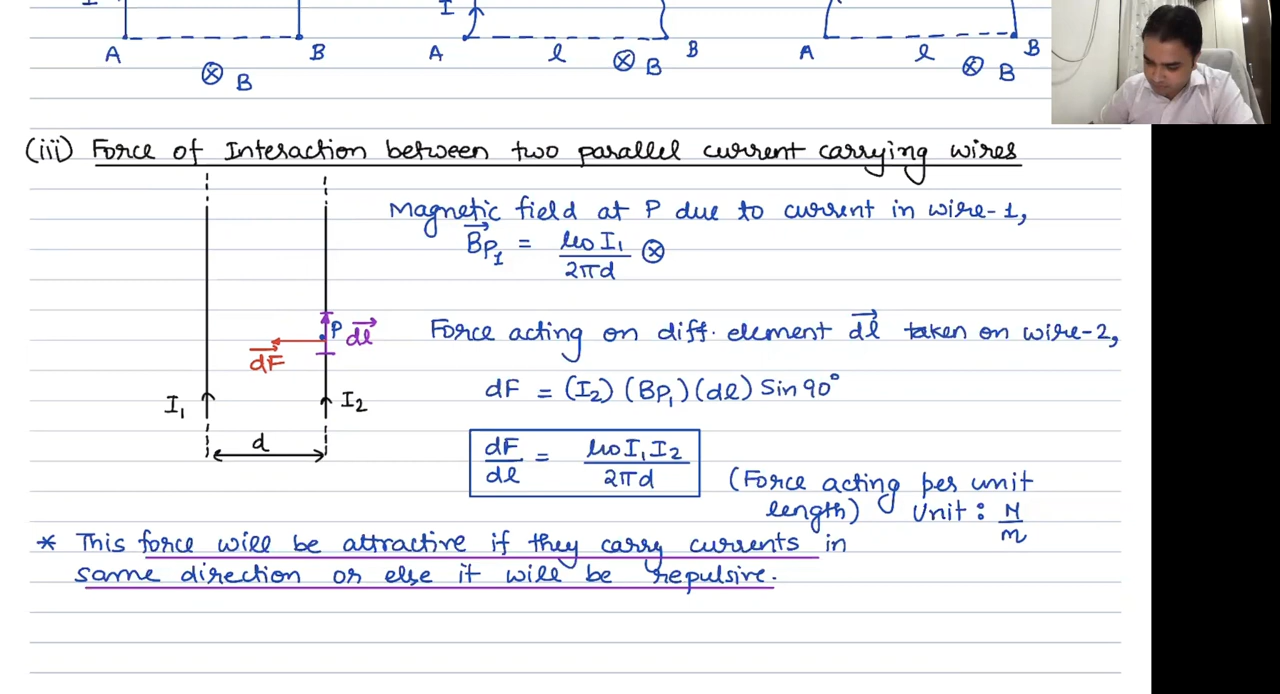 I
A
B
⊗ B
I
A
l
⊗ B
B
A
l
⊗ B
B
(iii) Force of Interaction between two parallel current carrying wires
Magnetic field at P due to current in wire-1,
B⃗P₁ = μ₀I₁/2πd ⊗
P
dl⃗
Force acting on diff. element dl⃗ taken on wire-2,
dF⃗
dF = (I₂) (BP₁) (dl) Sin 90°
I₁
I₂
d
dF/dl = μ₀I₁I₂/2πd
(Force acting per unit
length) Unit : N/m
* This force will be attractive if they carry currents in
same direction or else it will be repulsive.